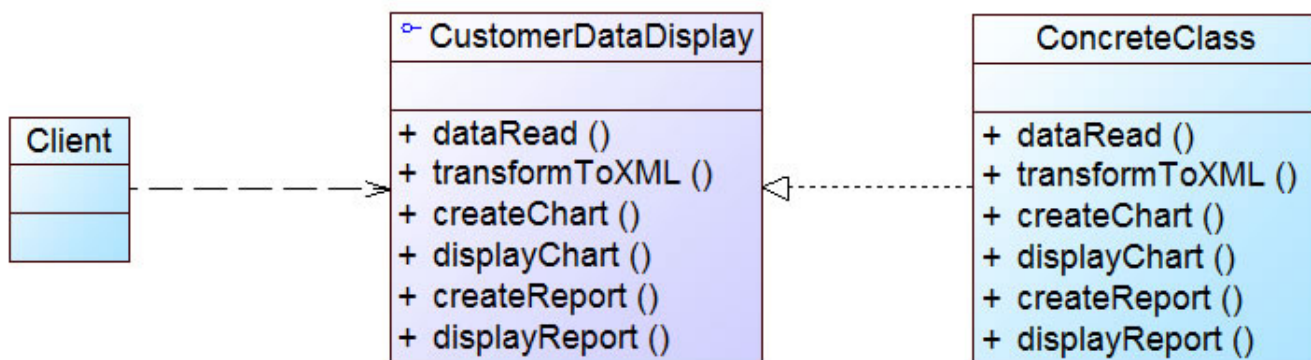 Client
CustomerDataDisplay
+ dataRead ()
+ transformToXML ()
+ createChart ()
+ displayChart ()
+ createReport ()
+ displayReport ()
ConcreteClass
+ dataRead ()
+ transformToXML ()
+ createChart ()
+ displayChart ()
+ createReport ()
+ displayReport ()